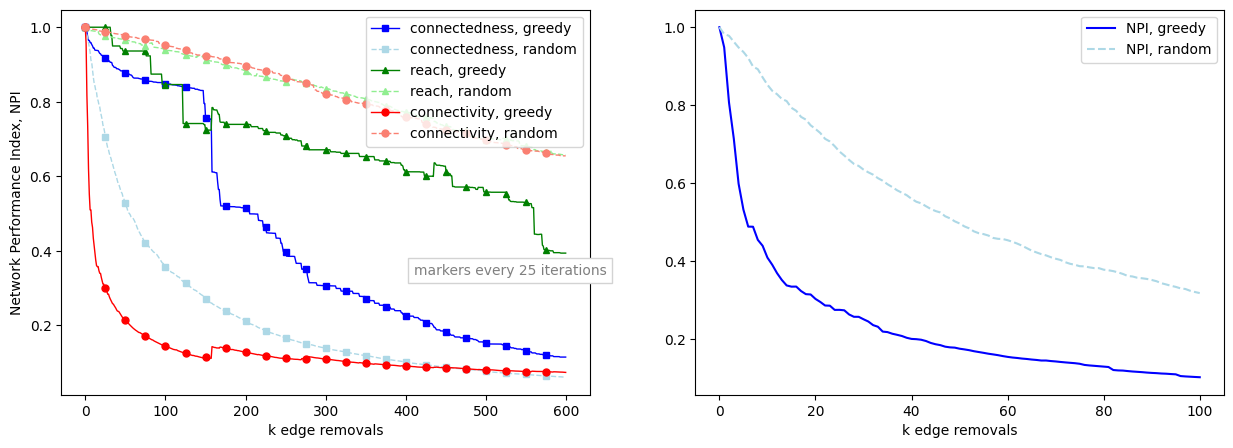 Network Performance Index, NPI
1.0
0.8
0.6
0.4
0.2
0
100
200
300
400
500
600
k edge removals
connectedness, greedy
connectedness, random
reach, greedy
reach, random
connectivity, greedy
connectivity, random
markers every 25 iterations
1.0
0.8
0.6
0.4
0.2
0
20
40
60
80
100
k edge removals
NPI, greedy
NPI, random